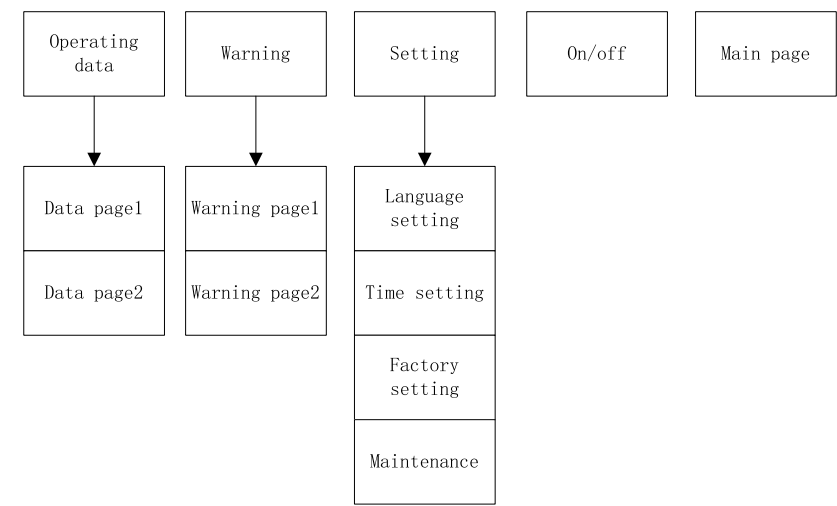 Operating
data
Warning
Setting
On/off
Main page
Data page1
Warning page1
Language
setting
Data page2
Warning page2
Time setting
Factory
setting
Maintenance